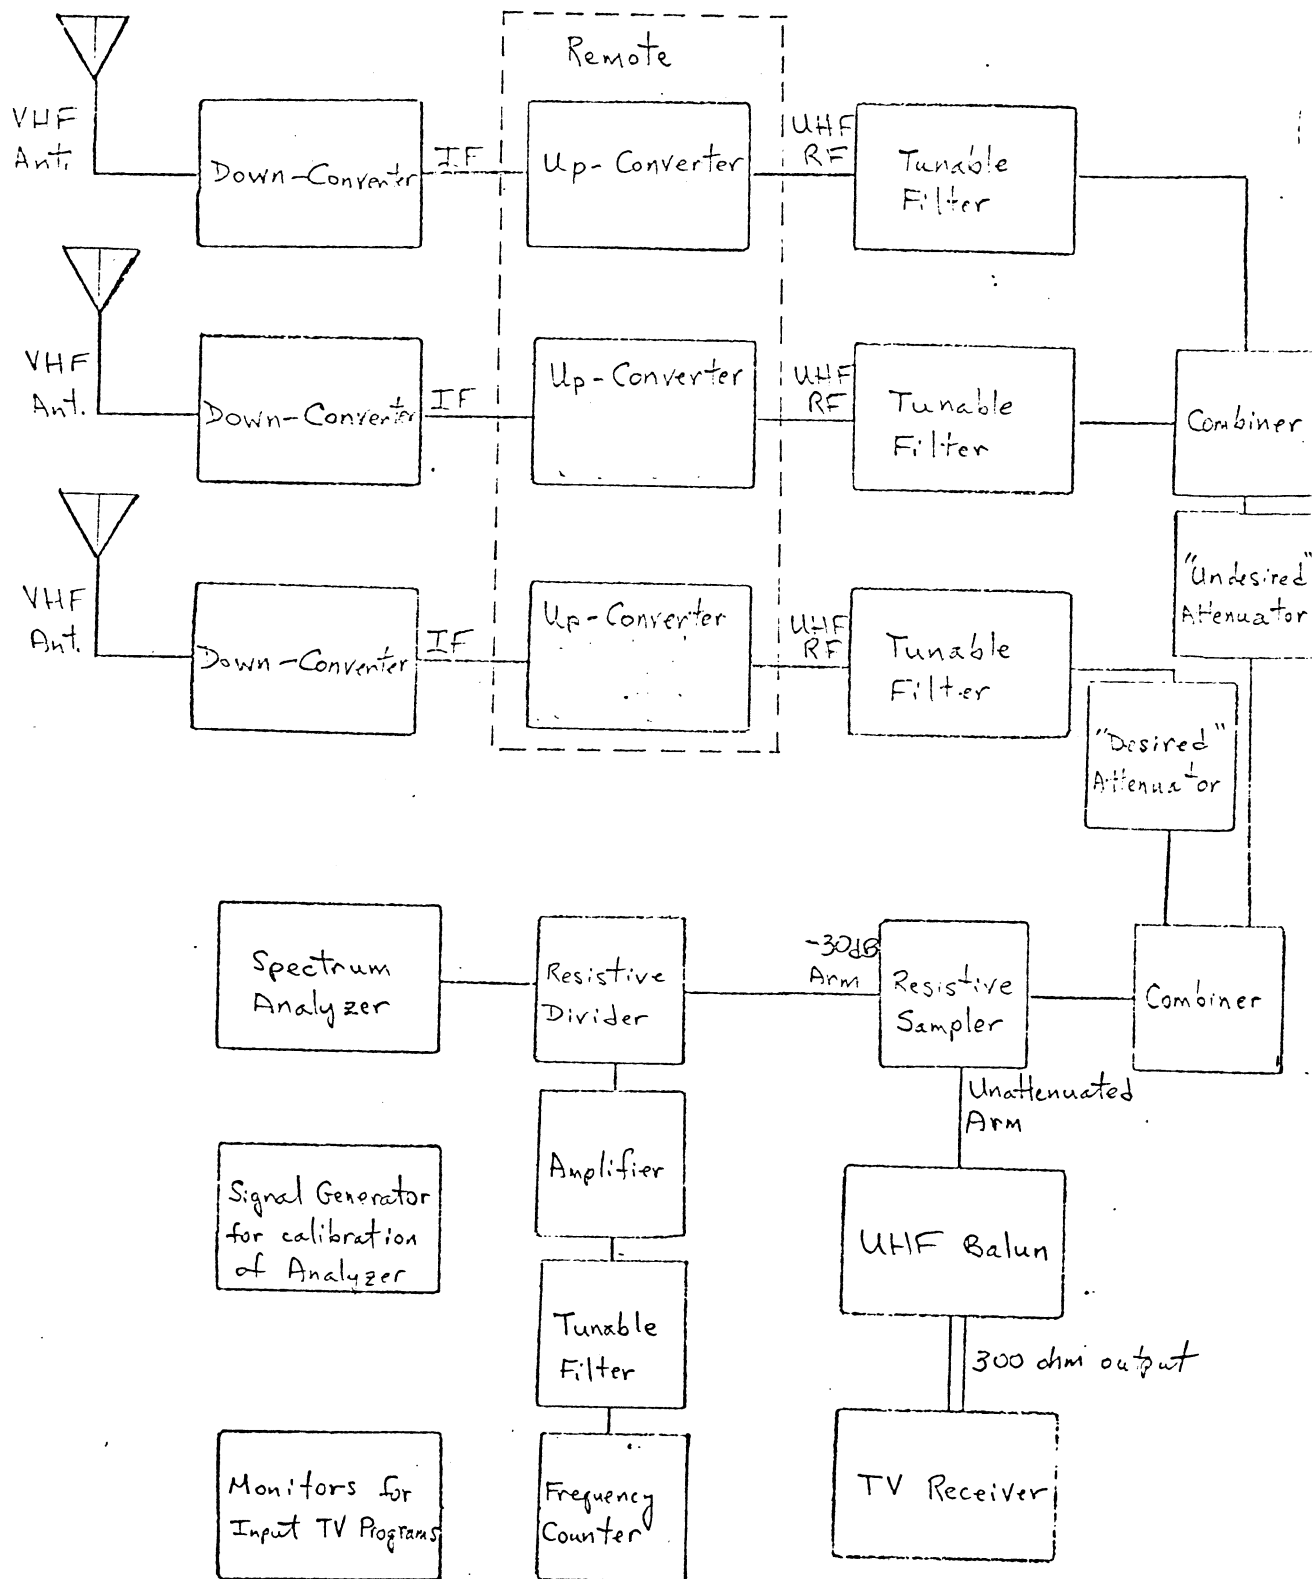 Remote
VHF
Ant.
Down-Converter
IF
Up-Converter
UHF
RF
Tunable
Filter
VHF
Ant.
Down-Converter
IF
Up-Converter
UHF
RF
Tunable
Filter
Combiner
VHF
Ant.
Down-Converter
IF
Up-Converter
UHF
RF
Tunable
Filter
"Undesired"
Attenuator
"Desired"
Attenuator
Spectrum
Analyzer
Resistive
Divider
-30dB
Arm
Resistive
Sampler
Combiner
Unattenuated
Arm
Signal Generator
for calibration
of Analyzer
Amplifier
UHF Balun
Tunable
Filter
300 ohm output
Monitors for
Input TV Programs
Frequency
Counter
TV Receiver